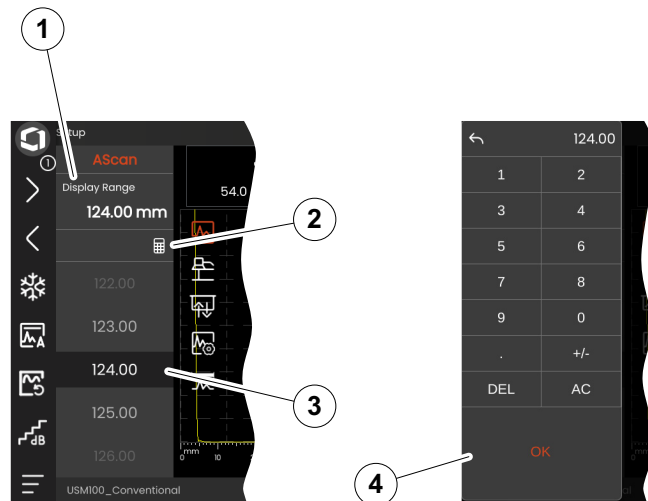 1
Setup
1
AScan
Display Range
124.00 mm
54.0
2
122.00
123.00
A
124.00
3
125.00
dB
126.00
mm
10
USM100_Conventional
124.00
1 2
3 4
5 6
7 8
9 0
. +/-
DEL AC
OK
4